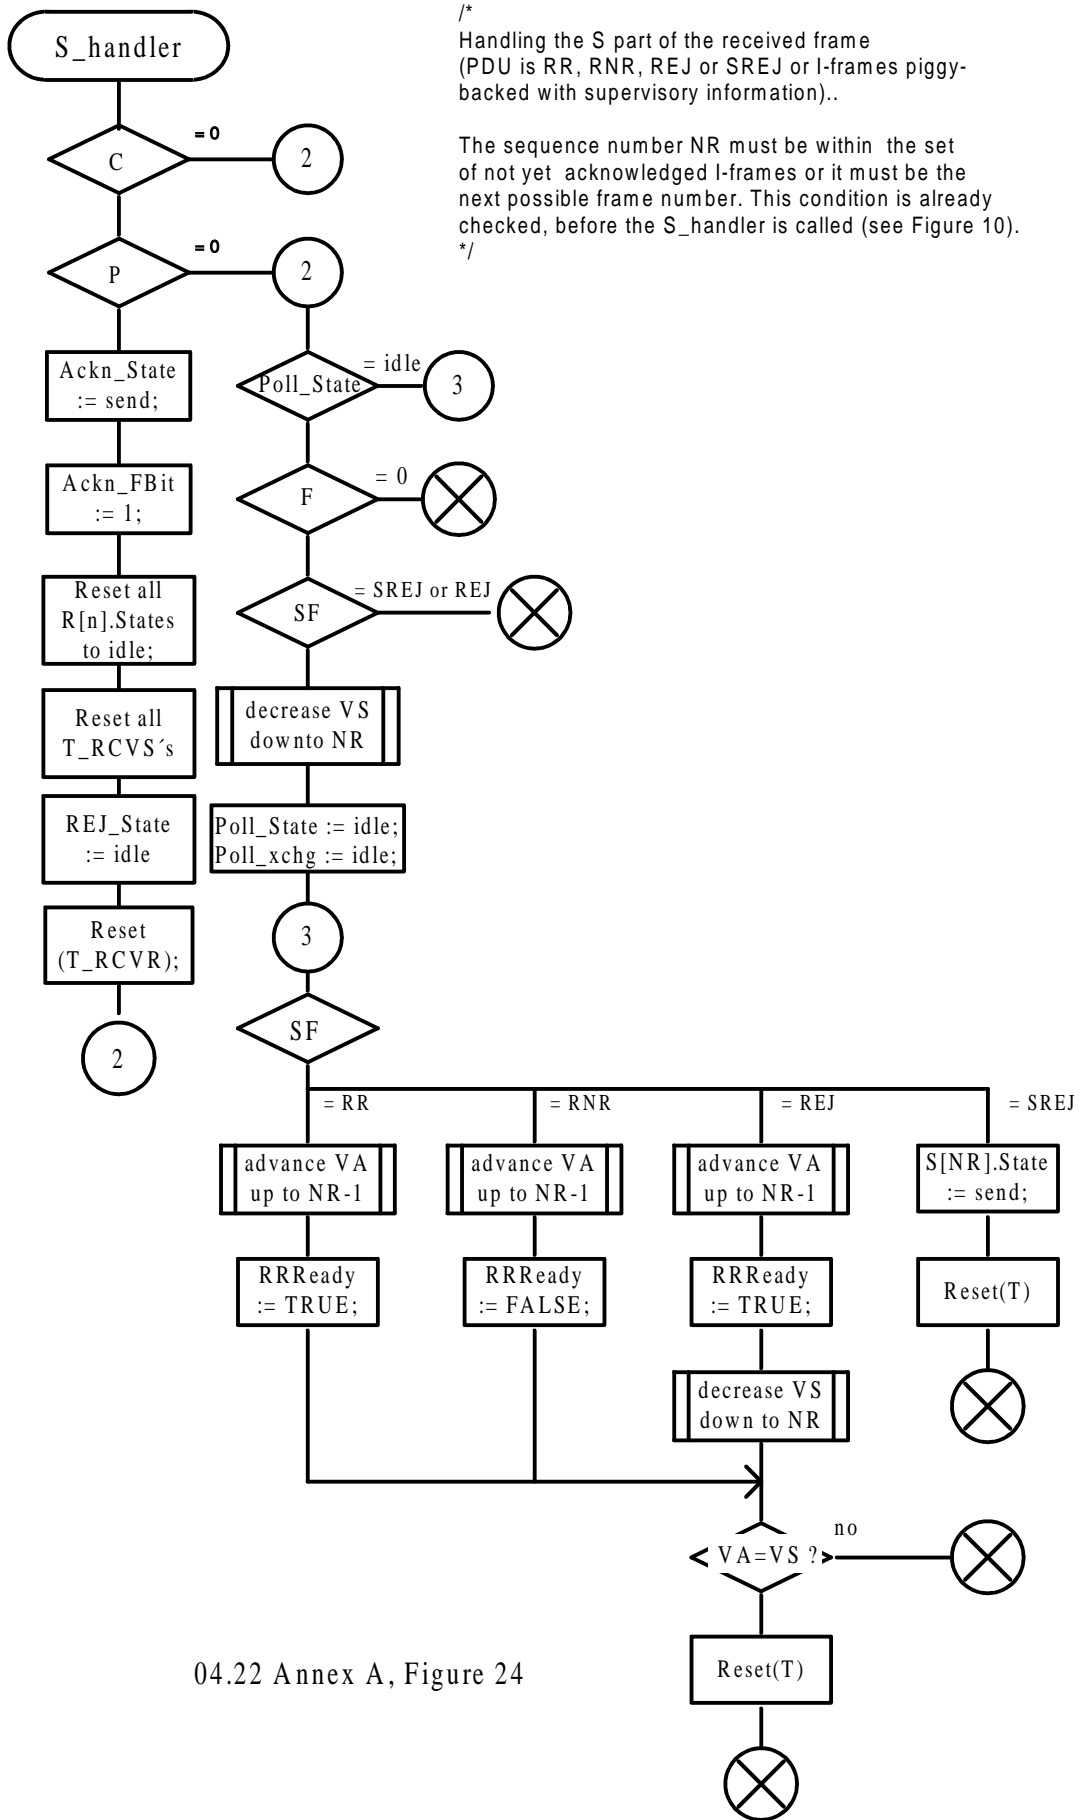 S_handler
/*
Handling the S part of the received frame
(PDU is RR, RNR, REJ or SREJ or I-frames piggy-
backed with supervisory information)..
The sequence number NR must be within the set
of not yet acknowledged I-frames or it must be the
next possible frame number. This condition is already
checked, before the S_handler is called (see Figure 10).
*/
C
= 0
2
P
= 0
2
Ackn_State
:= send;
Ackn_FBit
:= 1;
Reset all
R[n].States
to idle;
Reset all
T_RCVS´s
REJ_State
:= idle
Reset
(T_RCVR);
2
Poll_State
= idle
3
F
= 0
SF
= SREJ or REJ
decrease VS
downto NR
Poll_State := idle;
Poll_xchg := idle;
3
SF
= RR
= RNR
= REJ
= SREJ
advance VA
up to NR-1
advance VA
up to NR-1
advance VA
up to NR-1
S[NR].State
:= send;
RRReady
:= TRUE;
RRReady
:= FALSE;
RRReady
:= TRUE;
Reset(T)
decrease VS
down to NR
VA=VS ?
no
Reset(T)
04.22 Annex A, Figure 24